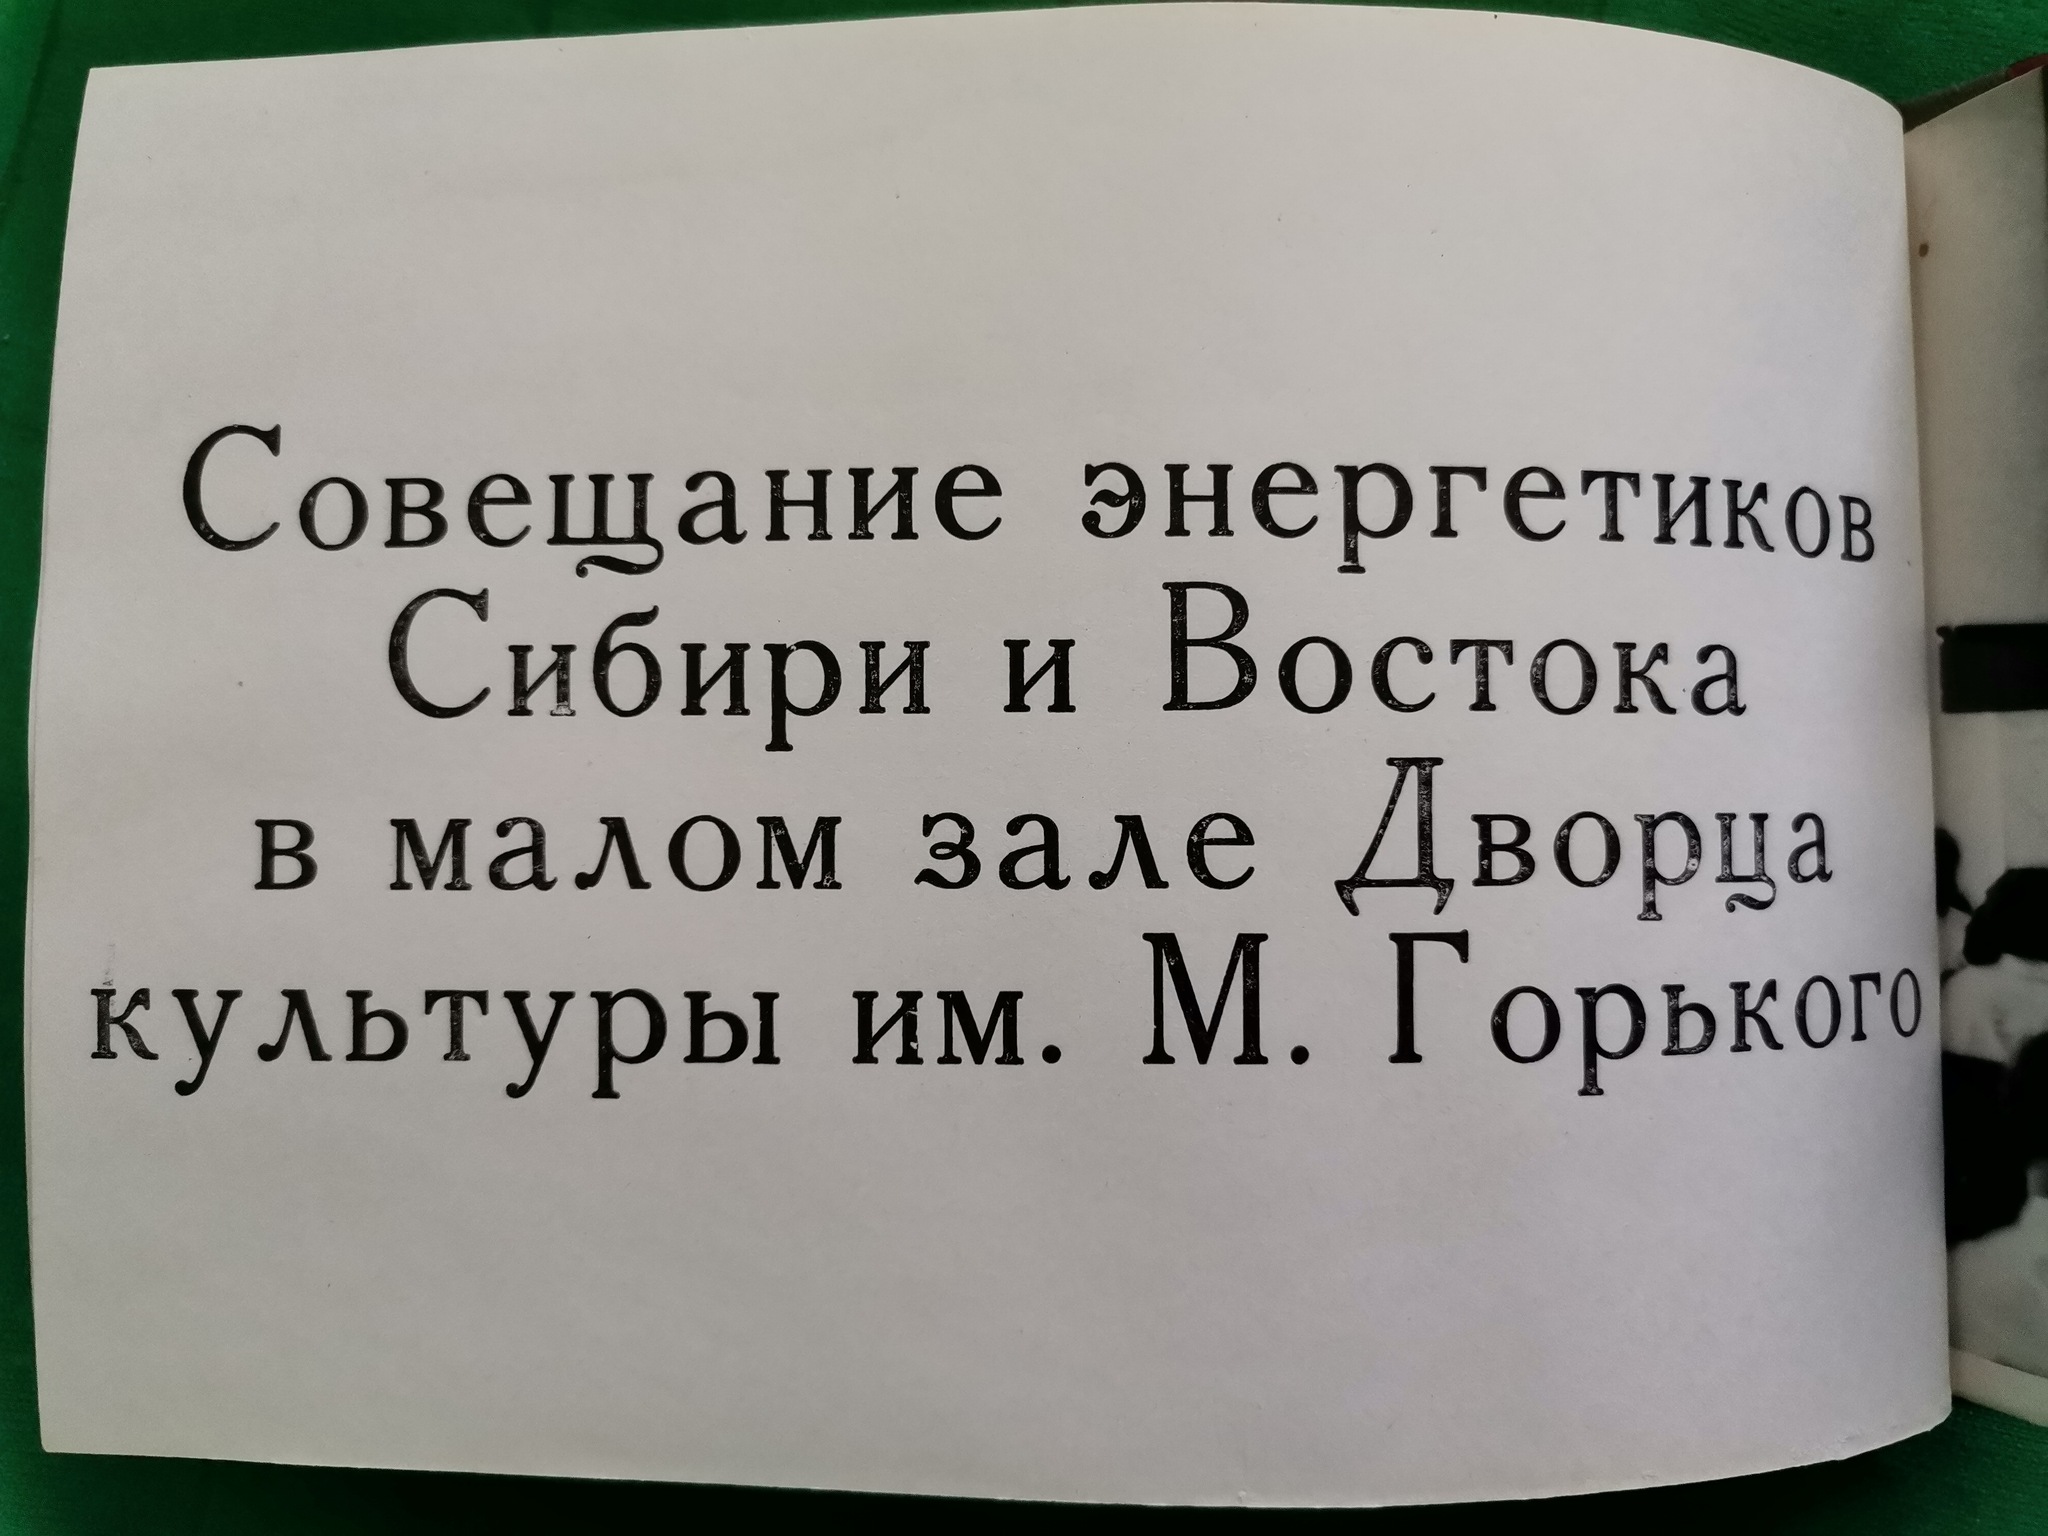 Совещание энергетиков
Сибири и Востока
в малом зале Дворца
культуры им. М. Горького